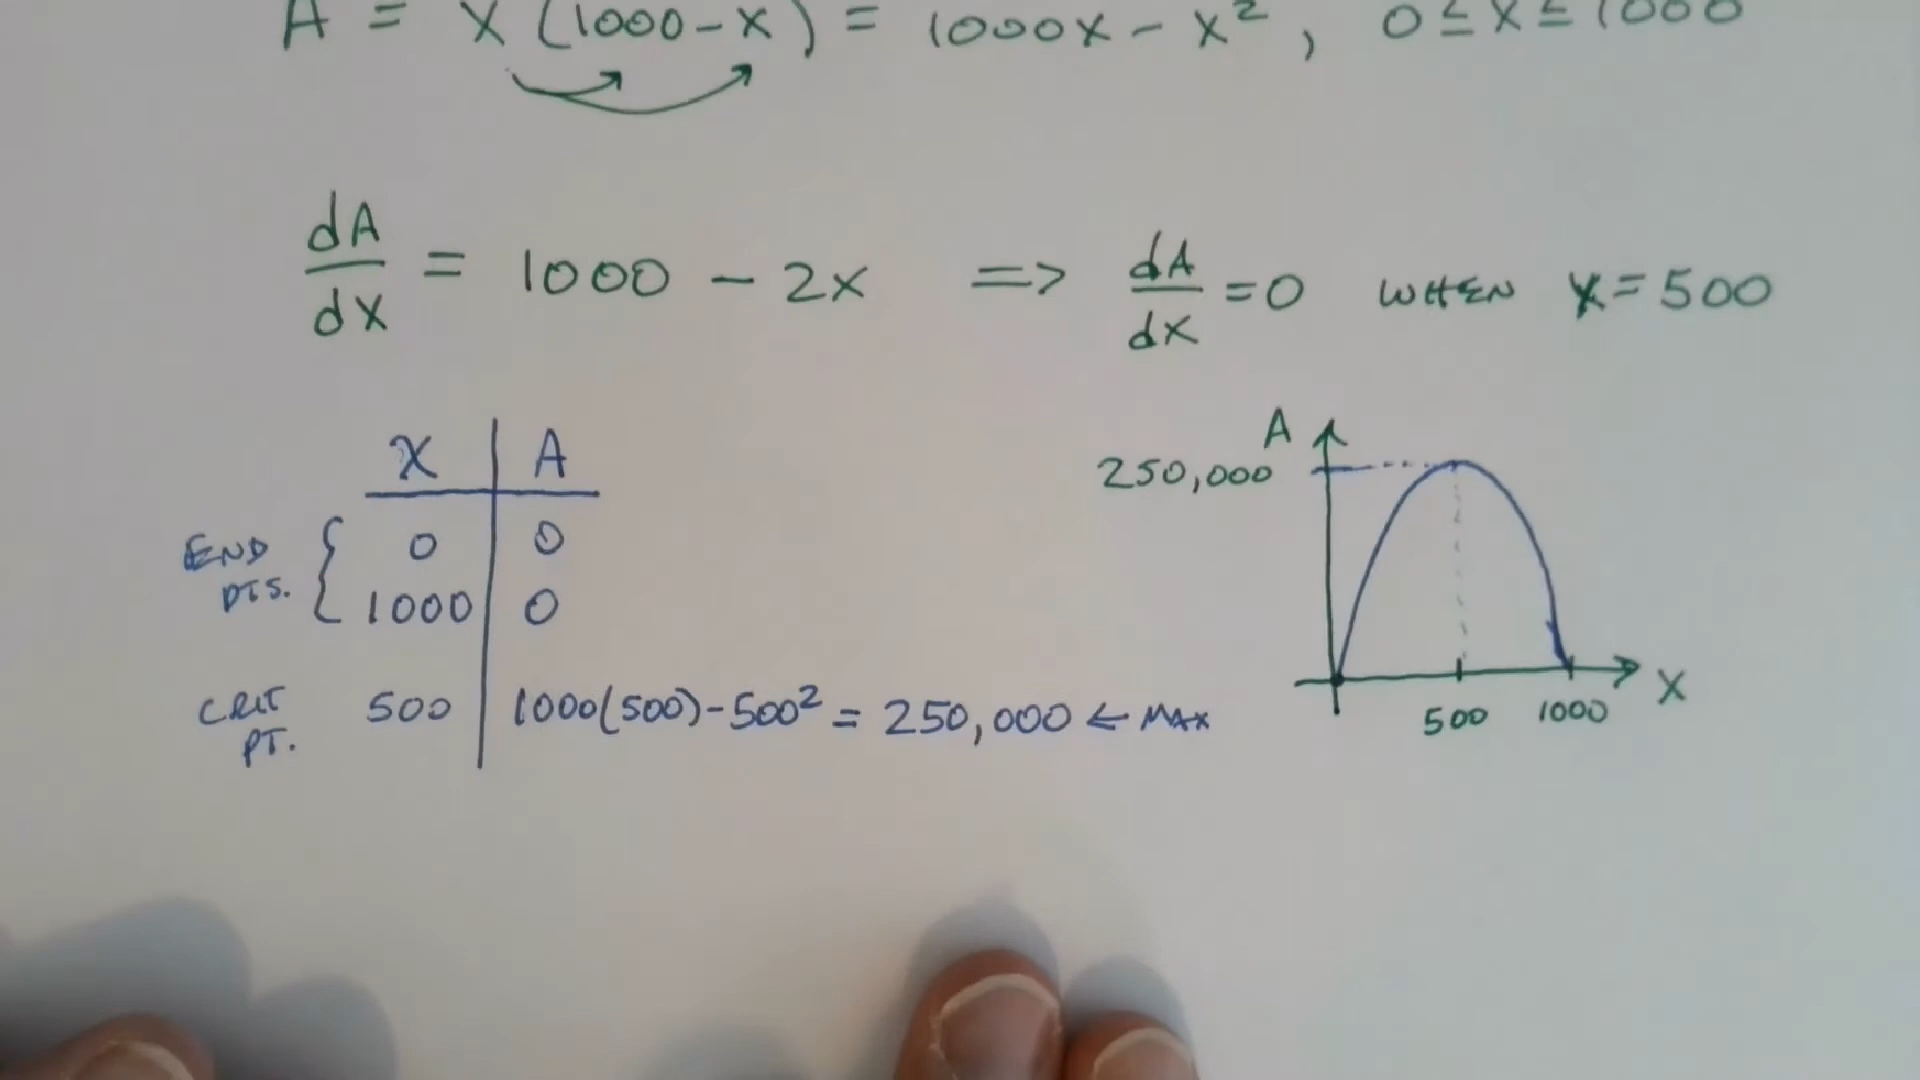 A = x(1000-x) = 1000x - x², 0≤x≤1000
dA/dx = 1000 - 2x => dA/dx = 0 WHEN x=500
x A
END PTS. { 0 0
1000 0
CRIT PT. 500 1000(500)-500² = 250,000 ← MAX
A
250,000
500 1000 X